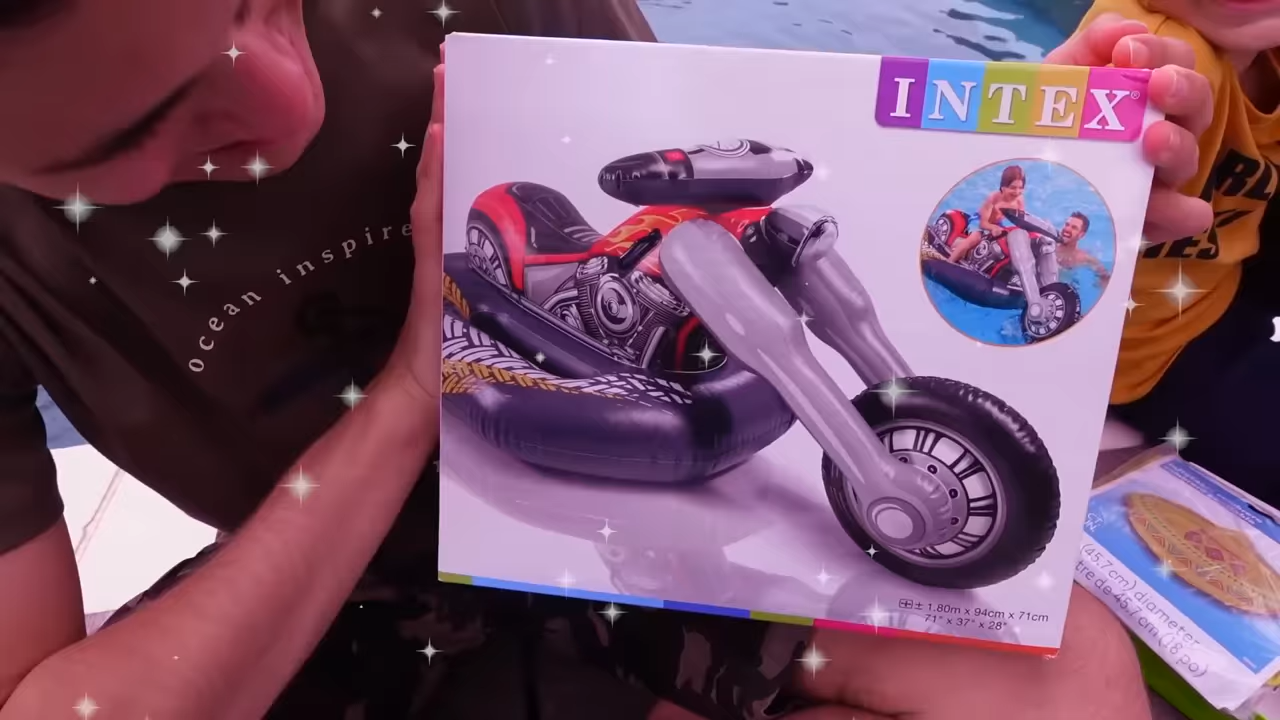 INTEX®
ocean inspire
± 1.80m x 94cm x 71cm
71" x 37" x 28"
(45.7 cm) diameter
tre de 45,7 cm (18 po)